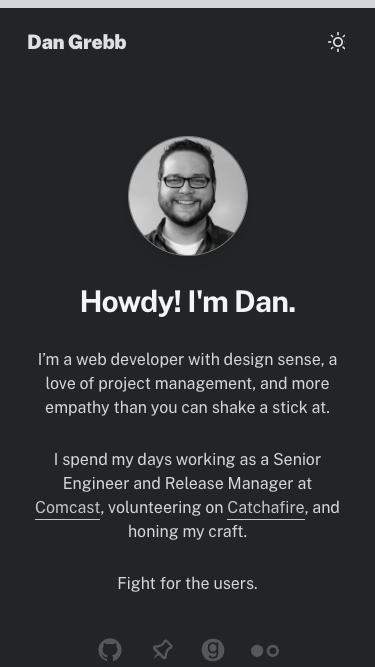 Dan Grebb
Howdy! I'm Dan.
I’m a web developer with design sense, a
love of project management, and more
empathy than you can shake a stick at.
I spend my days working as a Senior
Engineer and Release Manager at
Comcast, volunteering on Catchafire, and
honing my craft.
Fight for the users.